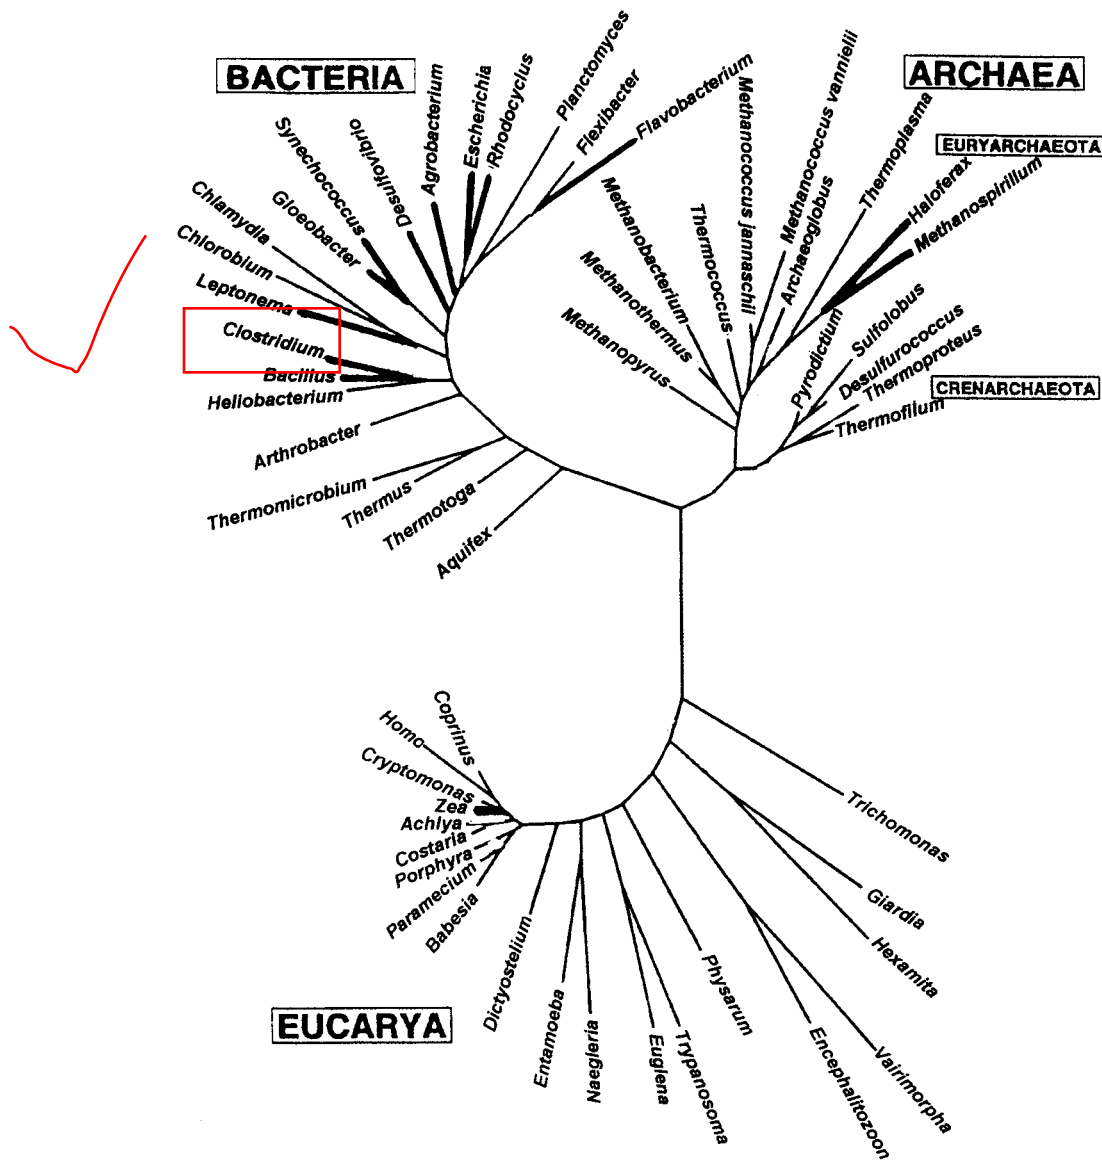 BACTERIA
ARCHAEA
EURYARCHAEOTA
CRENARCHAEOTA
EUCARYA
Planctomyces
Flexibacter
Flavobacterium
Rhodocyclus
Escherichia
Agrobacterium
Desulfovibrio
Synechococcus
Gloeobacter
Chlamydia
Chlorobium
Leptonema
Clostridium
Bacillus
Heliobacterium
Arthrobacter
Thermomicrobium
Thermus
Thermotoga
Aquifex
Methanopyrus
Methanothermus
Methanobacterium
Thermococcus
Methanococcus jannaschii
Methanococcus vannielii
Archaeoglobus
Thermoplasma
Haloferax
Methanospirillum
Pyrodictium
Sulfolobus
Desulfurococcus
Thermoproteus
Thermofilum
Coprinus
Homo
Cryptomonas
Zea
Achlya
Costaria
Porphyra
Paramecium
Babesia
Dictyostelium
Entamoeba
Naegleria
Euglena
Trypanosoma
Physarum
Encephalitozoon
Vairimorpha
Hexamita
Giardia
Trichomonas